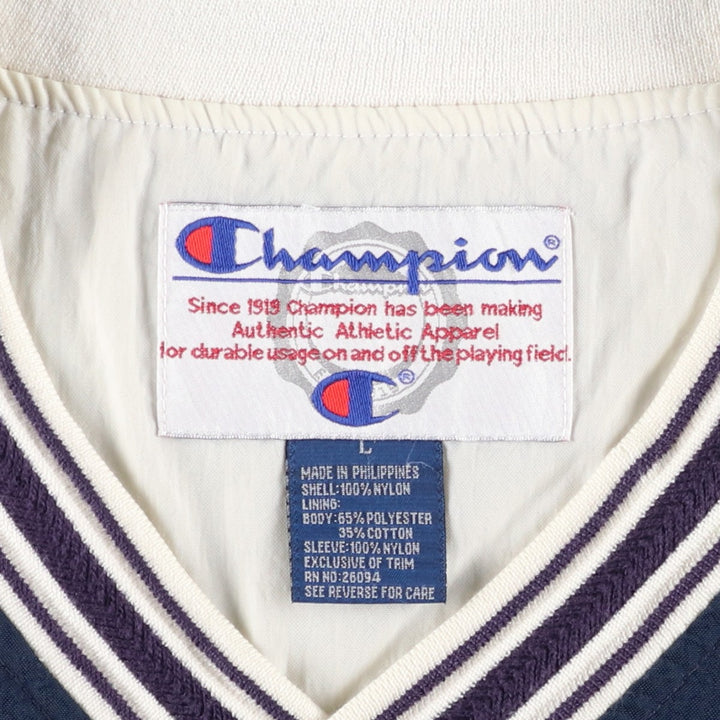 Champion®
Since 1919 Champion has been making
Authentic Athletic Apparel
for durable usage on and off the playing field.
®
L
MADE IN PHILIPPINES
SHELL:100% NYLON
LINING:
BODY:65% POLYESTER
35% COTTON
SLEEVE:100% NYLON
EXCLUSIVE OF TRIM
RN NO:26094
SEE REVERSE FOR CARE